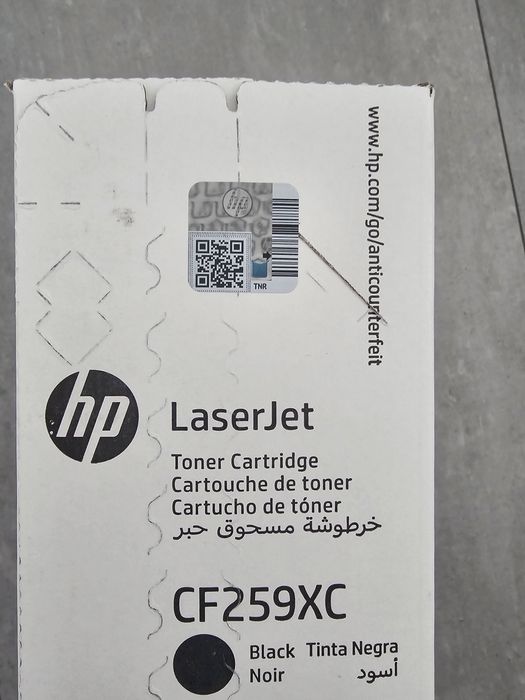 www.hp.com/go/anticounterfeit
hp
TNR
hp
LaserJet
Toner Cartridge
Cartouche de toner
Cartucho de tóner
خرطوشة مسحوق حبر
CF259XC
Black Tinta Negra
Noir أسود